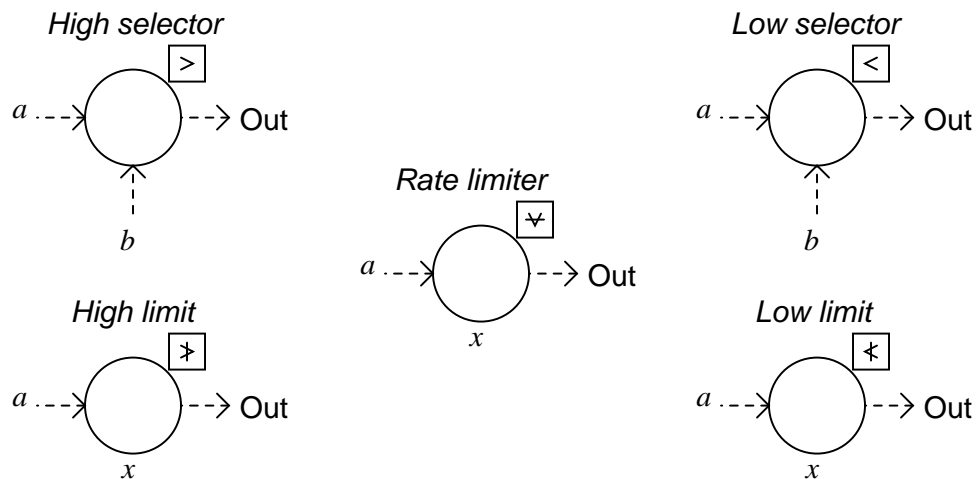 High selector
>
a
Out
b
Low selector
<
a
Out
b
Rate limiter
a
Out
x
High limit
≯
a
Out
x
Low limit
≮
a
Out
x